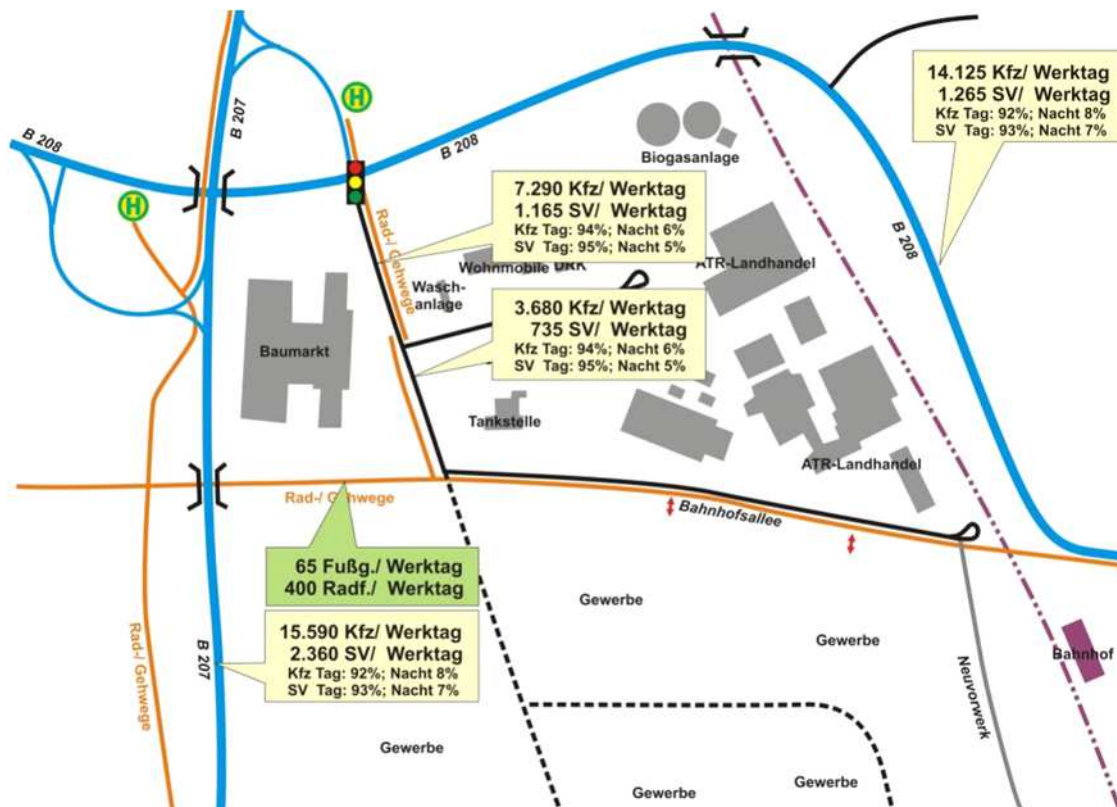 B 207
H
14.125 Kfz/ Werktag
1.265 SV/ Werktag
Kfz Tag: 92%; Nacht 8%
SV Tag: 93%; Nacht 7%
B 208
B 208
Biogasanlage
H
7.290 Kfz/ Werktag
1.165 SV/ Werktag
Kfz Tag: 94%; Nacht 6%
SV Tag: 95%; Nacht 5%
Rad-/ Gehwege
B 208
Wohnmobile DRK
ATR-Landhandel
Wasch-
anlage
3.680 Kfz/ Werktag
735 SV/ Werktag
Kfz Tag: 94%; Nacht 6%
SV Tag: 95%; Nacht 5%
Baumarkt
Tankstelle
ATR-Landhandel
Rad-/ Gehwege
Bahnhofsallee
65 Fußg./ Werktag
400 Radf./ Werktag
Gewerbe
15.590 Kfz/ Werktag
2.360 SV/ Werktag
Kfz Tag: 92%; Nacht 8%
SV Tag: 93%; Nacht 7%
Rad-/ Gehwege
B 207
Gewerbe
Bahnhof
Neuvorwerk
Gewerbe
Gewerbe
Gewerbe